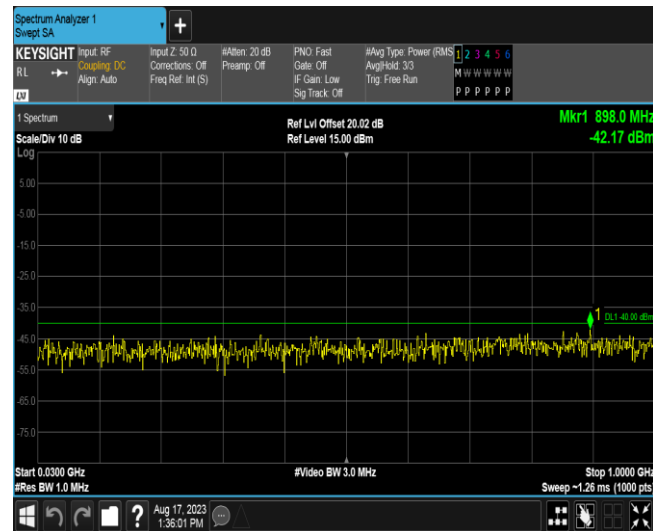 Spectrum Analyzer 1
Swept SA
KEYSIGHT
RL
LXI
Input: RF
Coupling: DC
Align: Auto
Input Z: 50 Ω
Corrections: Off
Freq Ref: Int (S)
#Atten: 20 dB
Preamp: Off
PNO: Fast
Gate: Off
IF Gain: Low
Sig Track: Off
#Avg Type: Power (RMS
Avg|Hold: 3/3
Trig: Free Run
1 2 3 4 5 6
M W W W W W
P P P P P P
1 Spectrum
Scale/Div 10 dB
Ref Lvl Offset 20.02 dB
Ref Level 15.00 dBm
Mkr1 898.0 MHz
-42.17 dBm
Log
5.00
-5.00
-15.0
-25.0
-35.0
-45.0
-55.0
-65.0
-75.0
1
DL1 -40.00 dBm
Start 0.0300 GHz
#Res BW 1.0 MHz
#Video BW 3.0 MHz
Stop 1.0000 GHz
Sweep ~1.26 ms (1000 pts)
?
Aug 17, 2023
1:36:01 PM